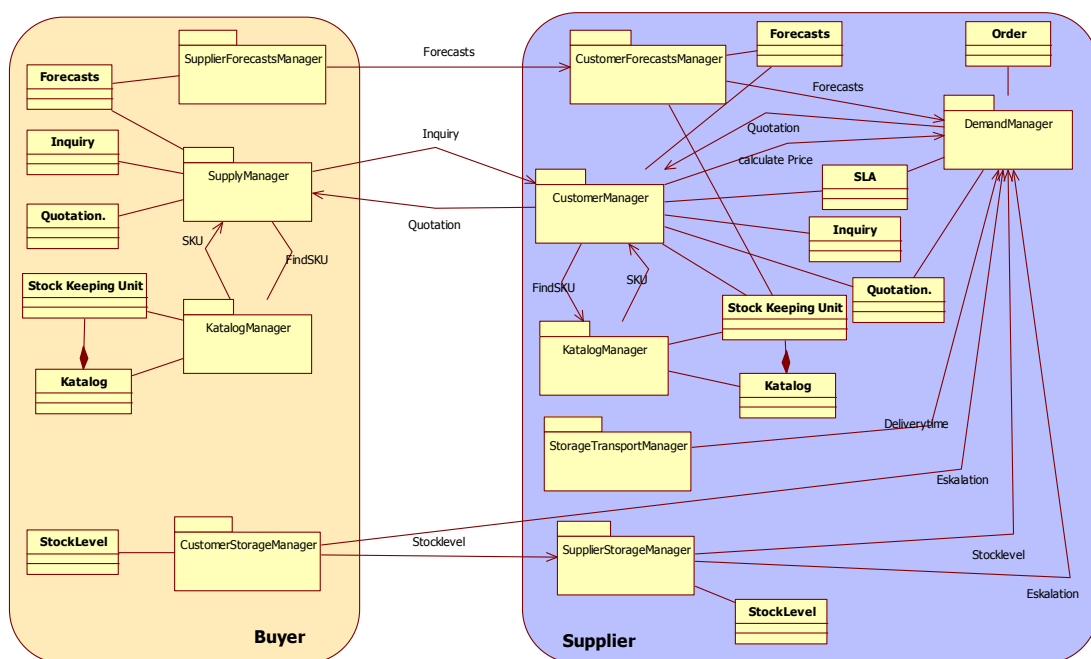 Forecasts
SupplierForecastsManager
Forecasts
CustomerForecastsManager
Forecasts
Order
Forecasts
Inquiry
SupplyManager
Inquiry
Quotation
DemandManager
calculate Price
Quotation.
CustomerManager
SLA
Quotation
Inquiry
SKU
FindSKU
Stock Keeping Unit
KatalogManager
FindSKU
SKU
Quotation.
Stock Keeping Unit
KatalogManager
Katalog
Katalog
Deliverytime
StorageTransportManager
Eskalation
StockLevel
CustomerStorageManager
Stocklevel
SupplierStorageManager
Stocklevel
Eskalation
StockLevel
Buyer
Supplier